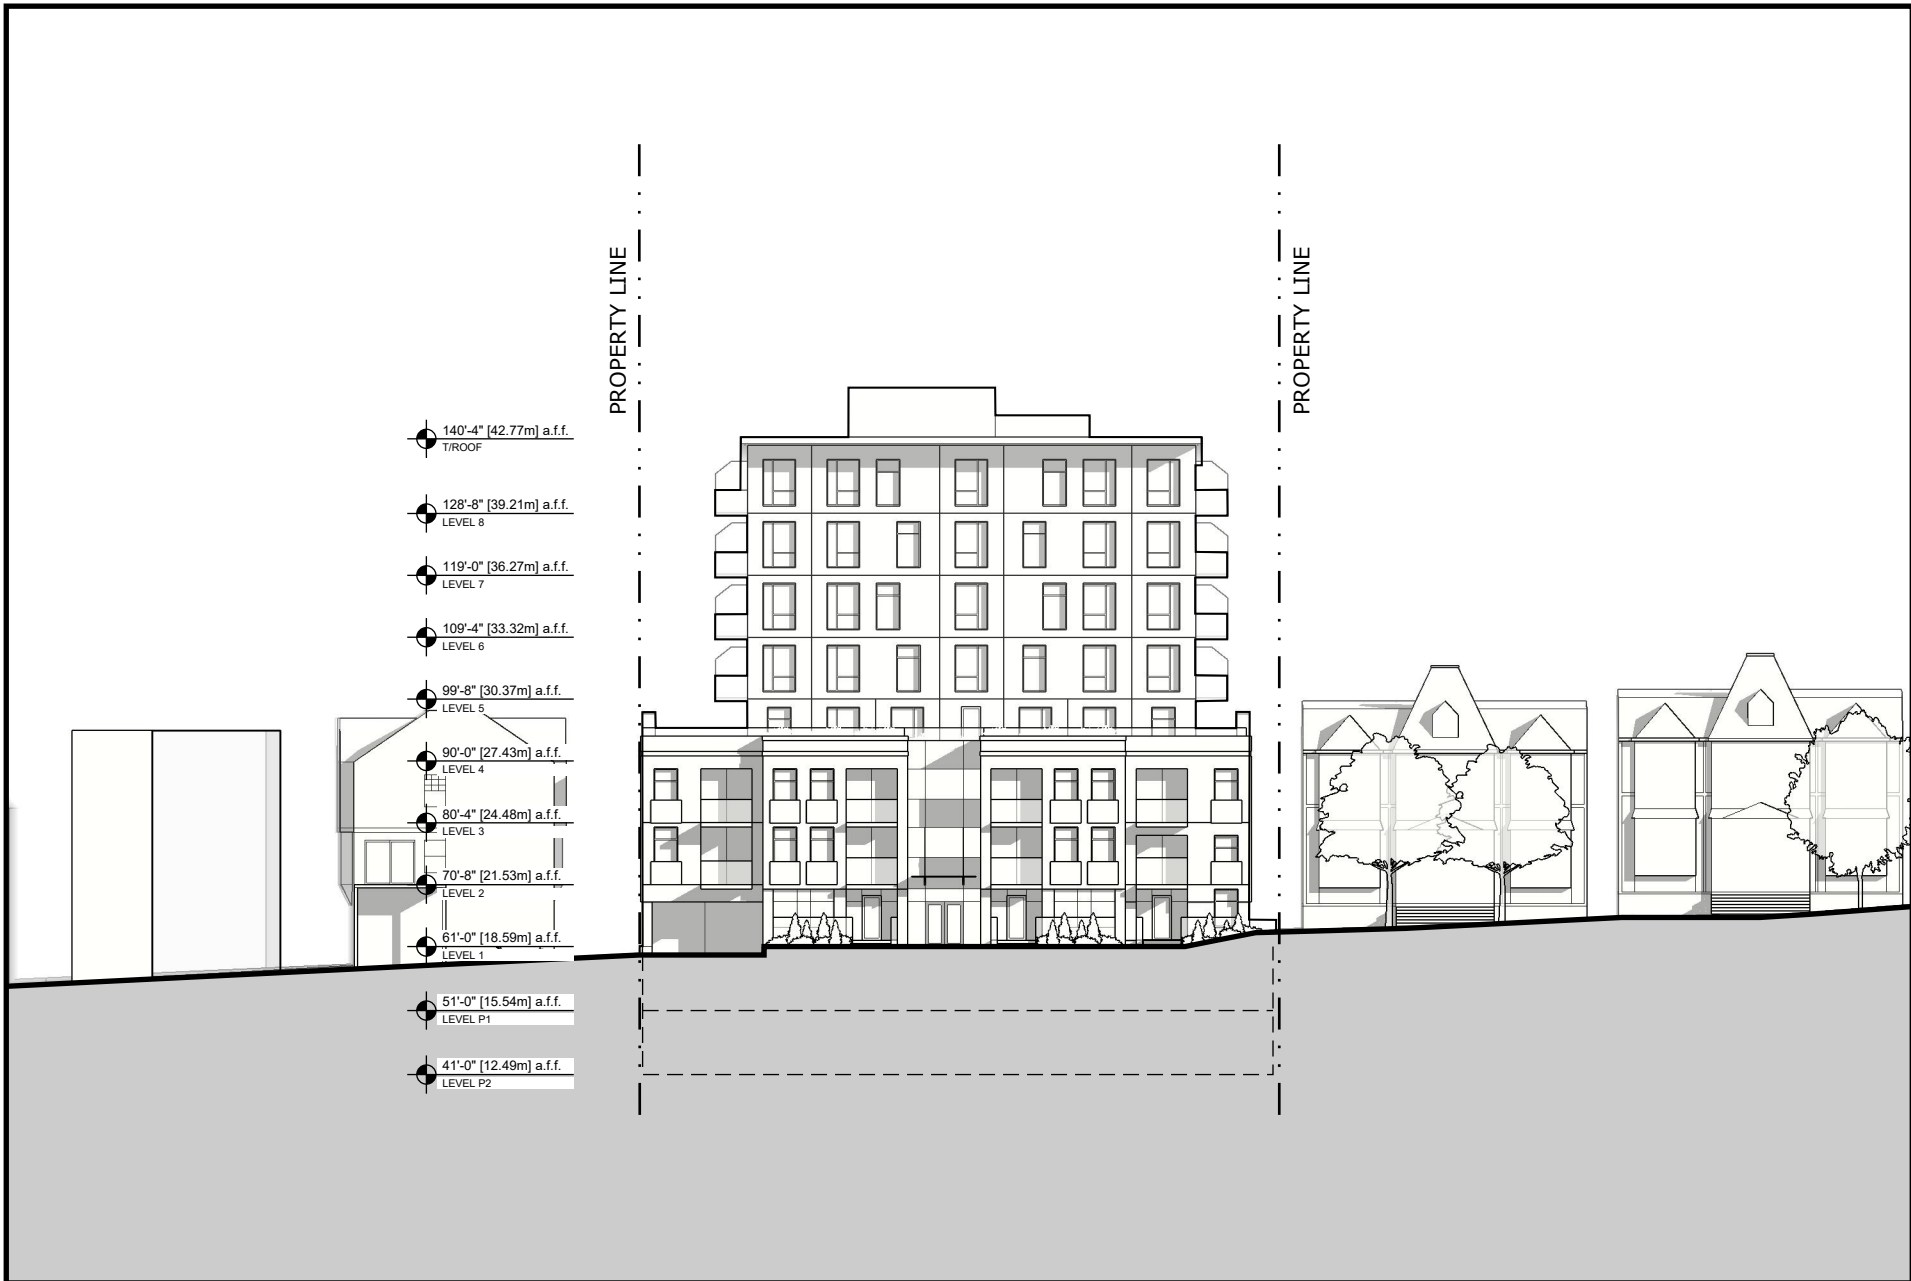 PROPERTY LINE
PROPERTY LINE
140'-4" [42.77m] a.f.f.
T/ROOF
128'-8" [39.21m] a.f.f.
LEVEL 8
119'-0" [36.27m] a.f.f.
LEVEL 7
109'-4" [33.32m] a.f.f.
LEVEL 6
99'-8" [30.37m] a.f.f.
LEVEL 5
90'-0" [27.43m] a.f.f.
LEVEL 4
80'-4" [24.48m] a.f.f.
LEVEL 3
70'-8" [21.53m] a.f.f.
LEVEL 2
61'-0" [18.59m] a.f.f.
LEVEL 1
51'-0" [15.54m] a.f.f.
LEVEL P1
41'-0" [12.49m] a.f.f.
LEVEL P2